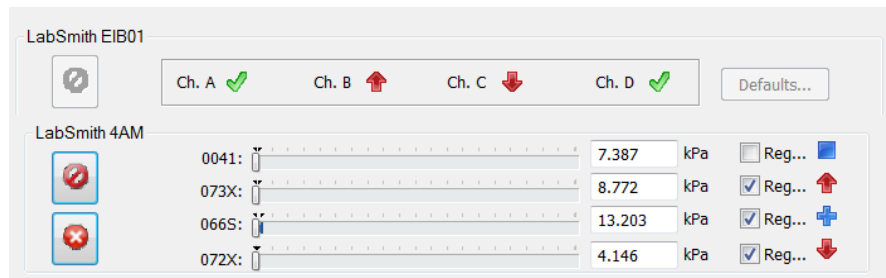 LabSmith EIB01
Ch. A Ch. B Ch. C Ch. D Defaults...
LabSmith 4AM
0041: 7.387 kPa Reg...
073X: 8.772 kPa Reg...
066S: 13.203 kPa Reg...
072X: 4.146 kPa Reg...